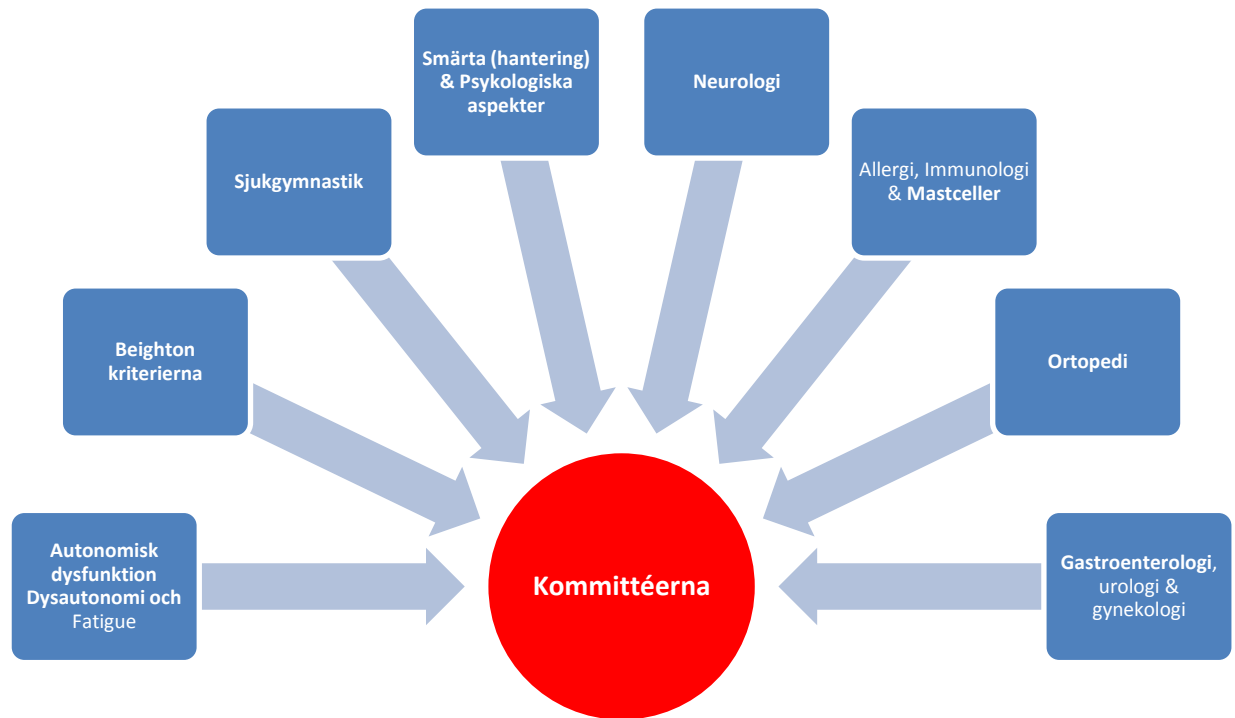 Smärta (hantering)
& Psykologiska
aspekter
Neurologi
Sjukgymnastik
Allergi, Immunologi
& Mastceller
Beighton
kriterierna
Ortopedi
Autonomisk
dysfunktion
Dysautonomi och
Fatigue
Kommittéerna
Gastroenterologi,
urologi &
gynekologi